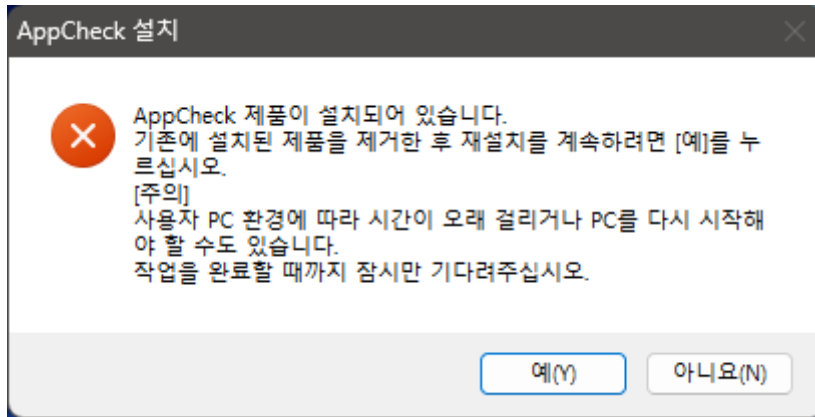 AppCheck 설치
AppCheck 제품이 설치되어 있습니다.
기존에 설치된 제품을 제거한 후 재설치를 계속하려면 [예]를 누
르십시오.
[주의]
사용자 PC 환경에 따라 시간이 오래 걸리거나 PC를 다시 시작해
야 할 수도 있습니다.
작업을 완료할 때까지 잠시만 기다려주십시오.
예(Y)
아니요(N)